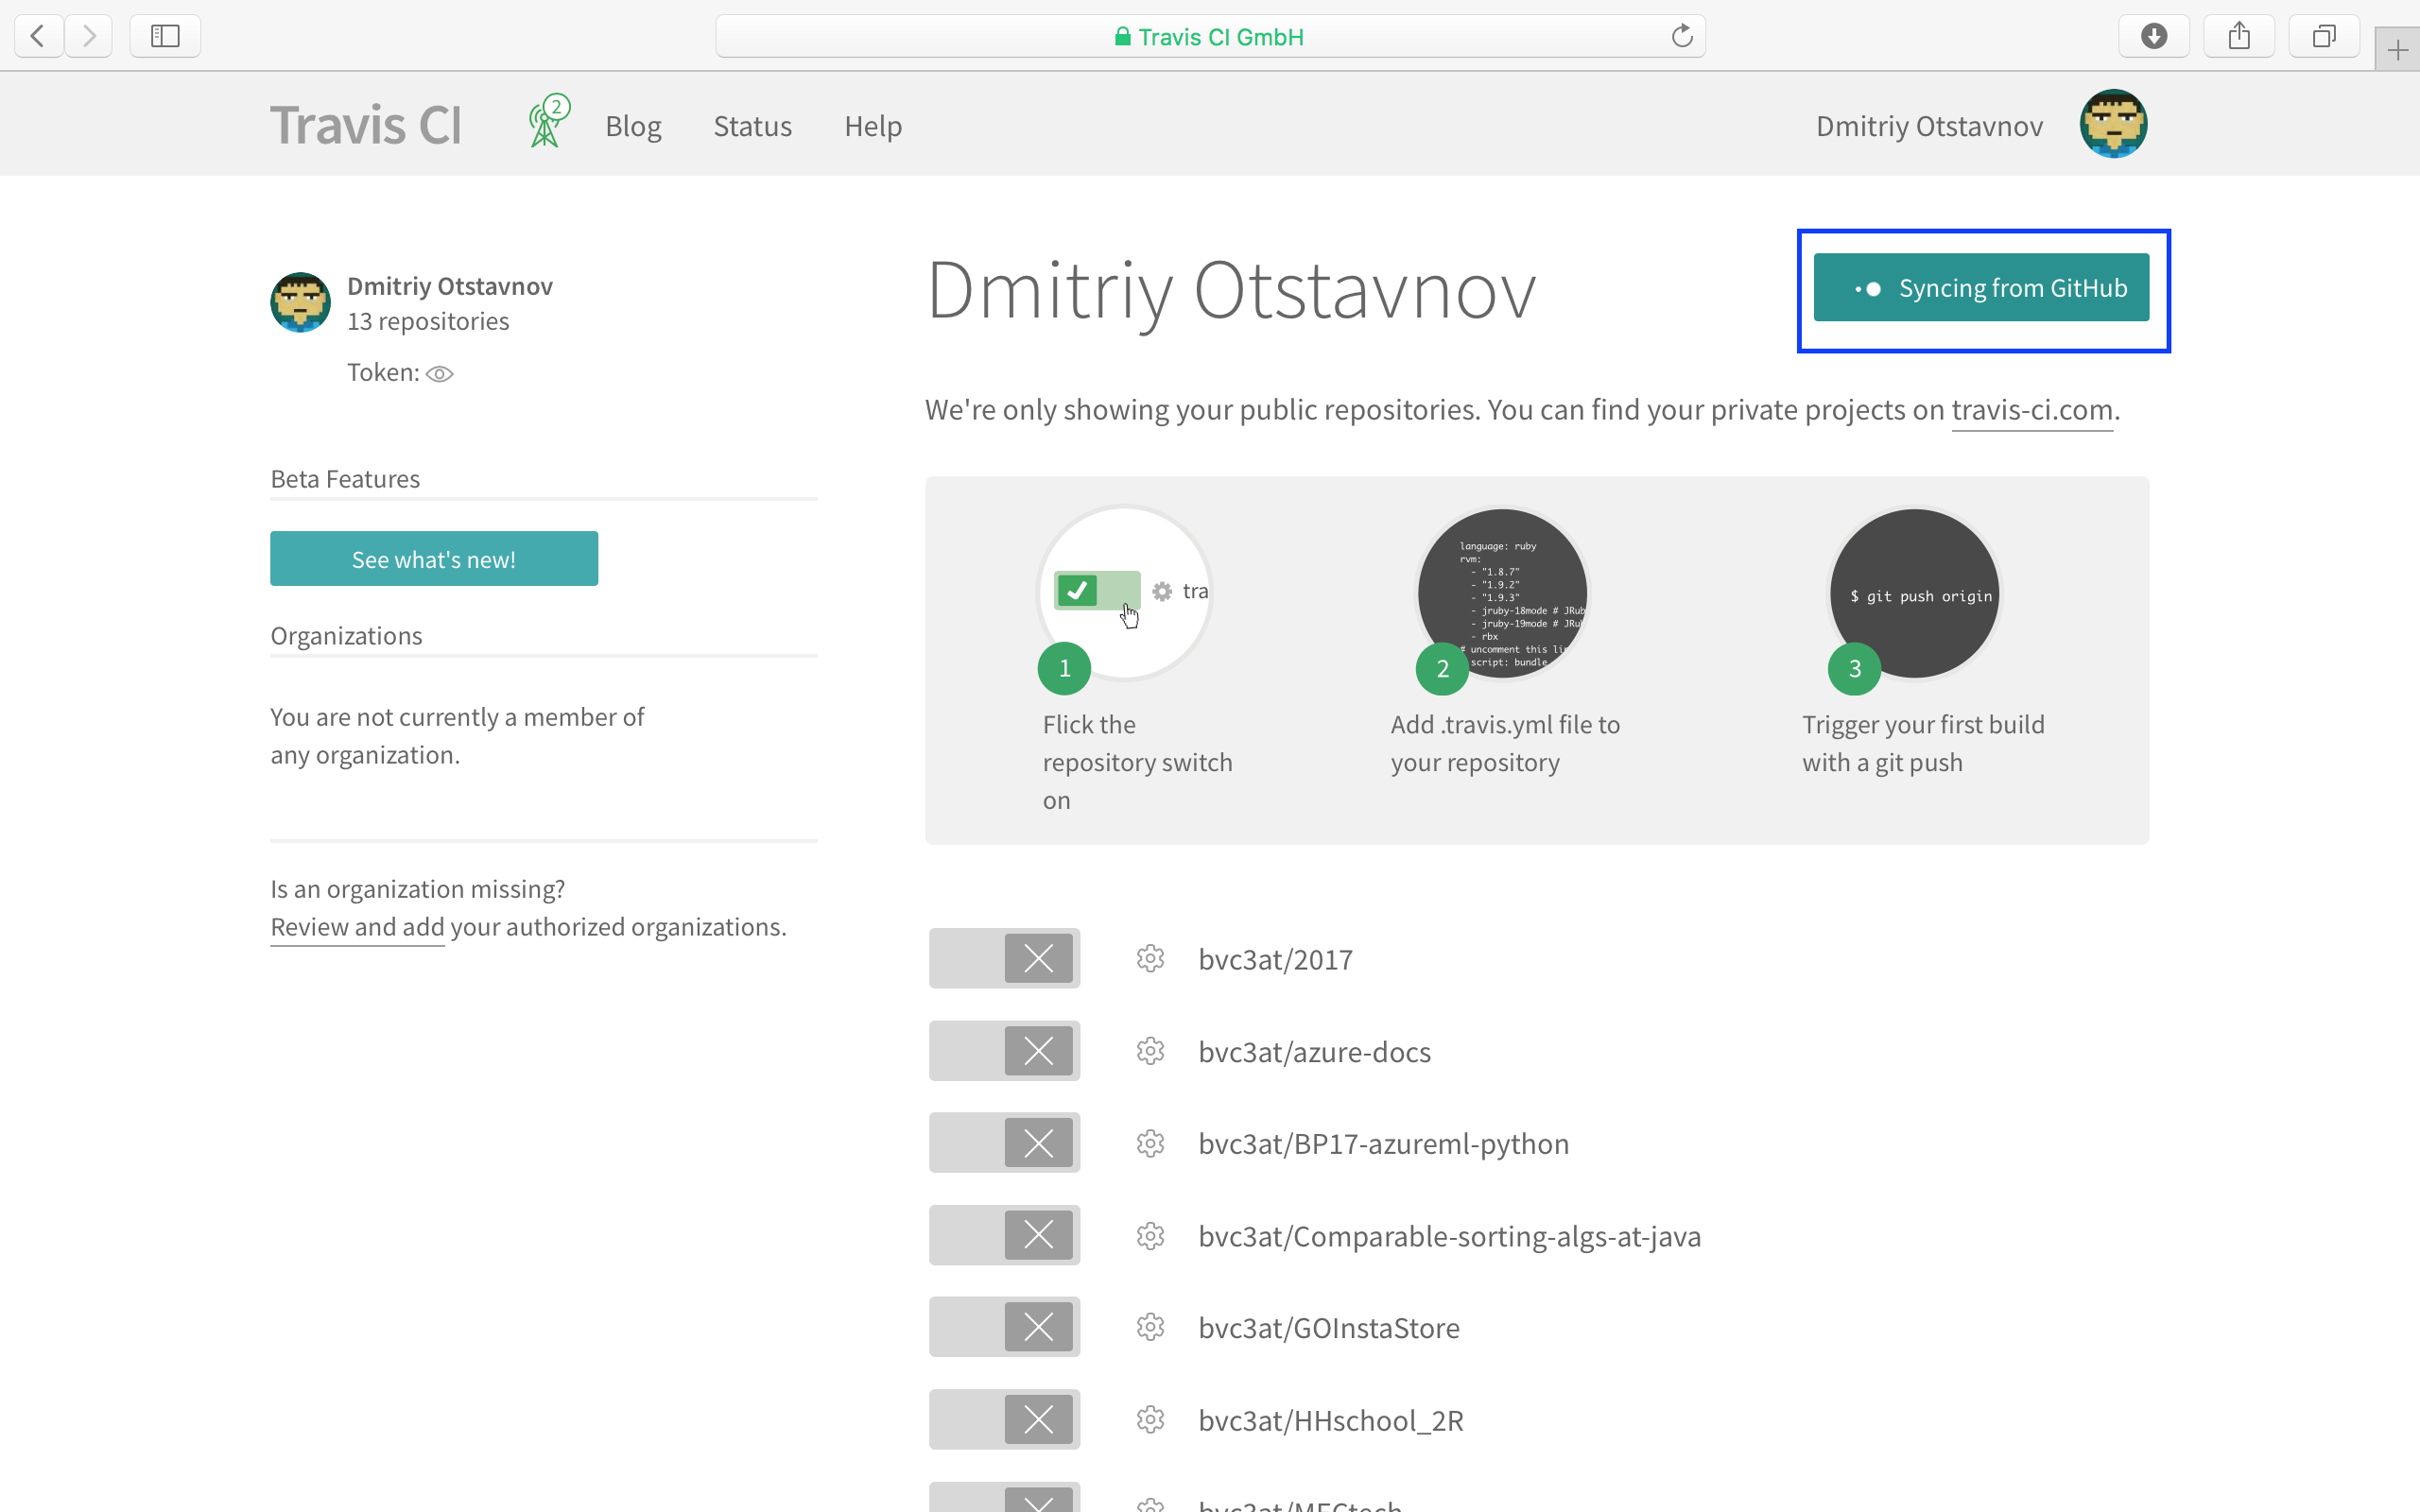 Travis CI GmbH
Travis CI
2
Blog
Status
Help
Dmitriy Otstavnov
Dmitriy Otstavnov
13 repositories
Token:
Beta Features
See what's new!
Organizations
You are not currently a member of
any organization.
Is an organization missing?
Review and add your authorized organizations.
Dmitriy Otstavnov
Syncing from GitHub
We're only showing your public repositories. You can find your private projects on travis-ci.com.
tra
1
Flick the
repository switch
on
language: ruby
rvm:
- "1.8.7"
- "1.9.2"
- "1.9.3"
- jruby-18mode # JRub
- jruby-19mode # JRu
- rbx
# uncomment this li
script: bundle
2
Add .travis.yml file to
your repository
$ git push origin
3
Trigger your first build
with a git push
bvc3at/2017
bvc3at/azure-docs
bvc3at/BP17-azureml-python
bvc3at/Comparable-sorting-algs-at-java
bvc3at/GOInstaStore
bvc3at/HHschool_2R